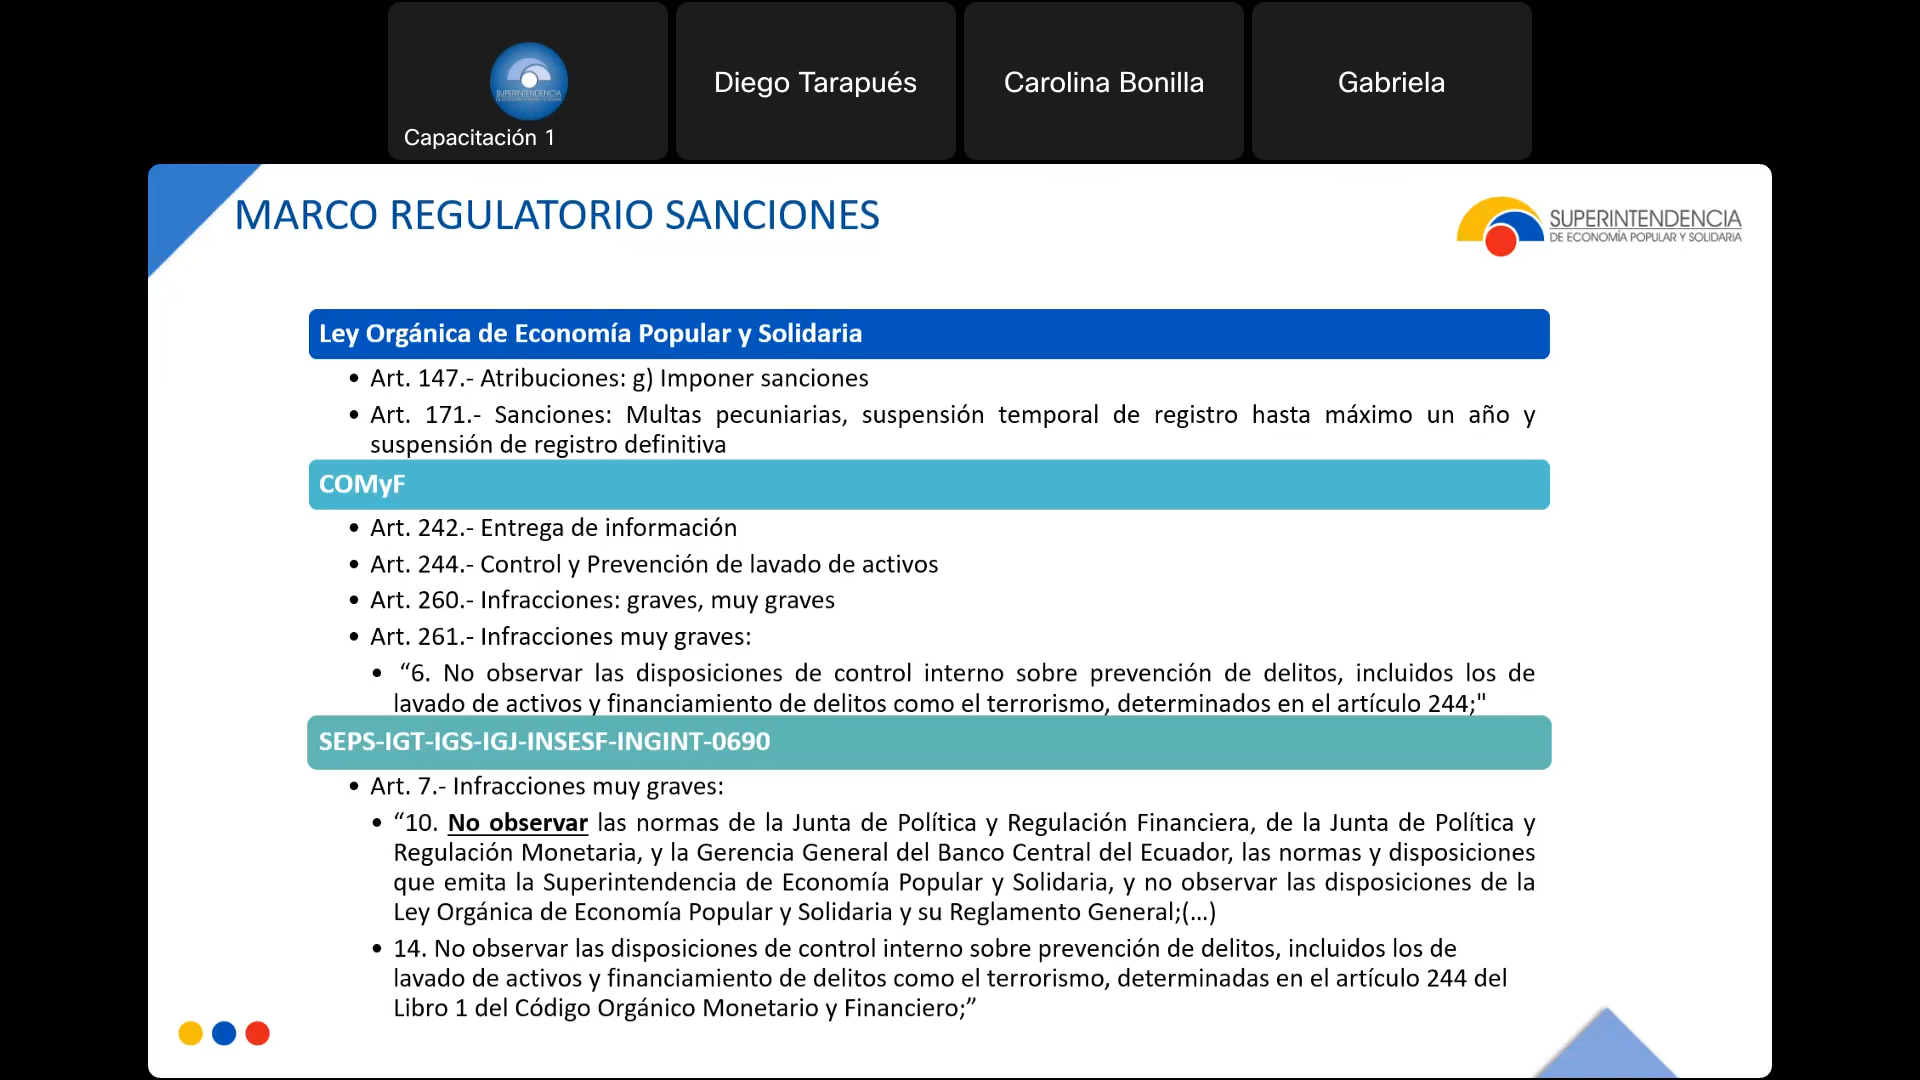 Capacitación 1
Diego Tarapués
Carolina Bonilla
Gabriela
MARCO REGULATORIO SANCIONES
SUPERINTENDENCIA
DE ECONOMÍA POPULAR Y SOLIDARIA
Ley Orgánica de Economía Popular y Solidaria
• Art. 147.- Atribuciones: g) Imponer sanciones
• Art. 171.- Sanciones: Multas pecuniarias, suspensión temporal de registro hasta máximo un año y
suspensión de registro definitiva
COMyF
• Art. 242.- Entrega de información
• Art. 244.- Control y Prevención de lavado de activos
• Art. 260.- Infracciones: graves, muy graves
• Art. 261.- Infracciones muy graves:
• “6. No observar las disposiciones de control interno sobre prevención de delitos, incluidos los de
lavado de activos y financiamiento de delitos como el terrorismo, determinados en el artículo 244;"
SEPS-IGT-IGS-IGJ-INSESF-INGINT-0690
• Art. 7.- Infracciones muy graves:
• “10. No observar las normas de la Junta de Política y Regulación Financiera, de la Junta de Política y
Regulación Monetaria, y la Gerencia General del Banco Central del Ecuador, las normas y disposiciones
que emita la Superintendencia de Economía Popular y Solidaria, y no observar las disposiciones de la
Ley Orgánica de Economía Popular y Solidaria y su Reglamento General;(...)
• 14. No observar las disposiciones de control interno sobre prevención de delitos, incluidos los de
lavado de activos y financiamiento de delitos como el terrorismo, determinadas en el artículo 244 del
Libro 1 del Código Orgánico Monetario y Financiero;”